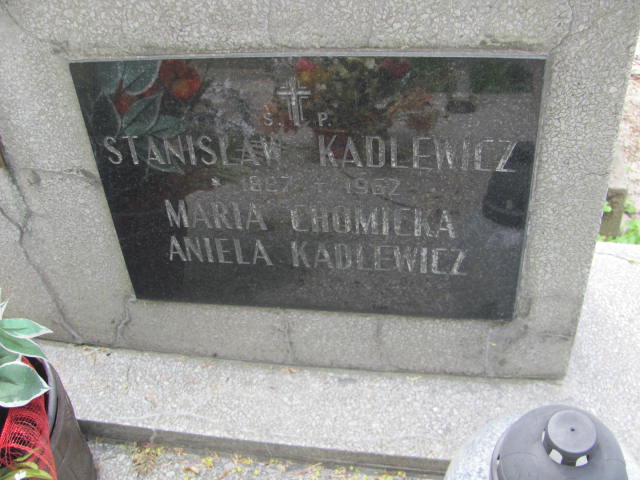 Ś. P.
STANISŁAW KADLEWICZ
* 1887 + 1962
MARIA CHOMICKA
ANIELA KADLEWICZ